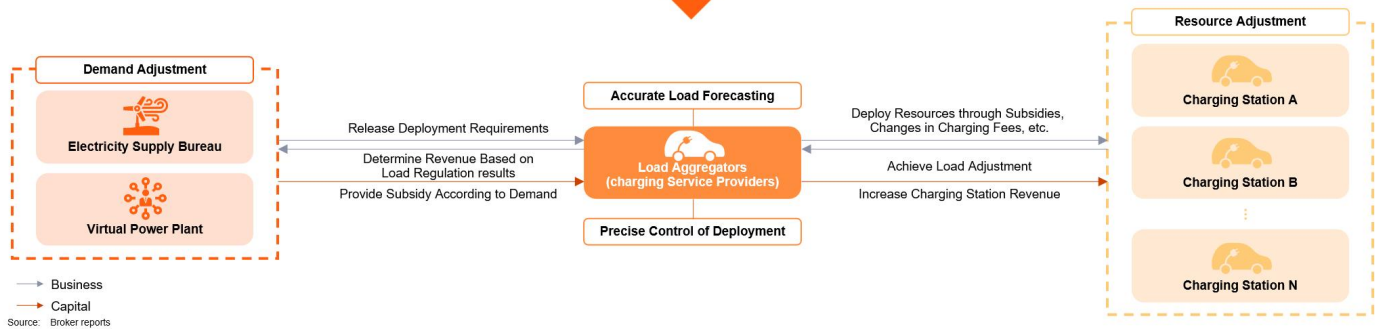 Demand Adjustment
Electricity Supply Bureau
Virtual Power Plant
Release Deployment Requirements
Determine Revenue Based on
Load Regulation results
Provide Subsidy According to Demand
Accurate Load Forecasting
Load Aggregators
(charging Service Providers)
Precise Control of Deployment
Deploy Resources through Subsidies,
Changes in Charging Fees, etc.
Achieve Load Adjustment
Increase Charging Station Revenue
Resource Adjustment
Charging Station A
Charging Station B
Charging Station N
Business
Capital
Source: Broker reports